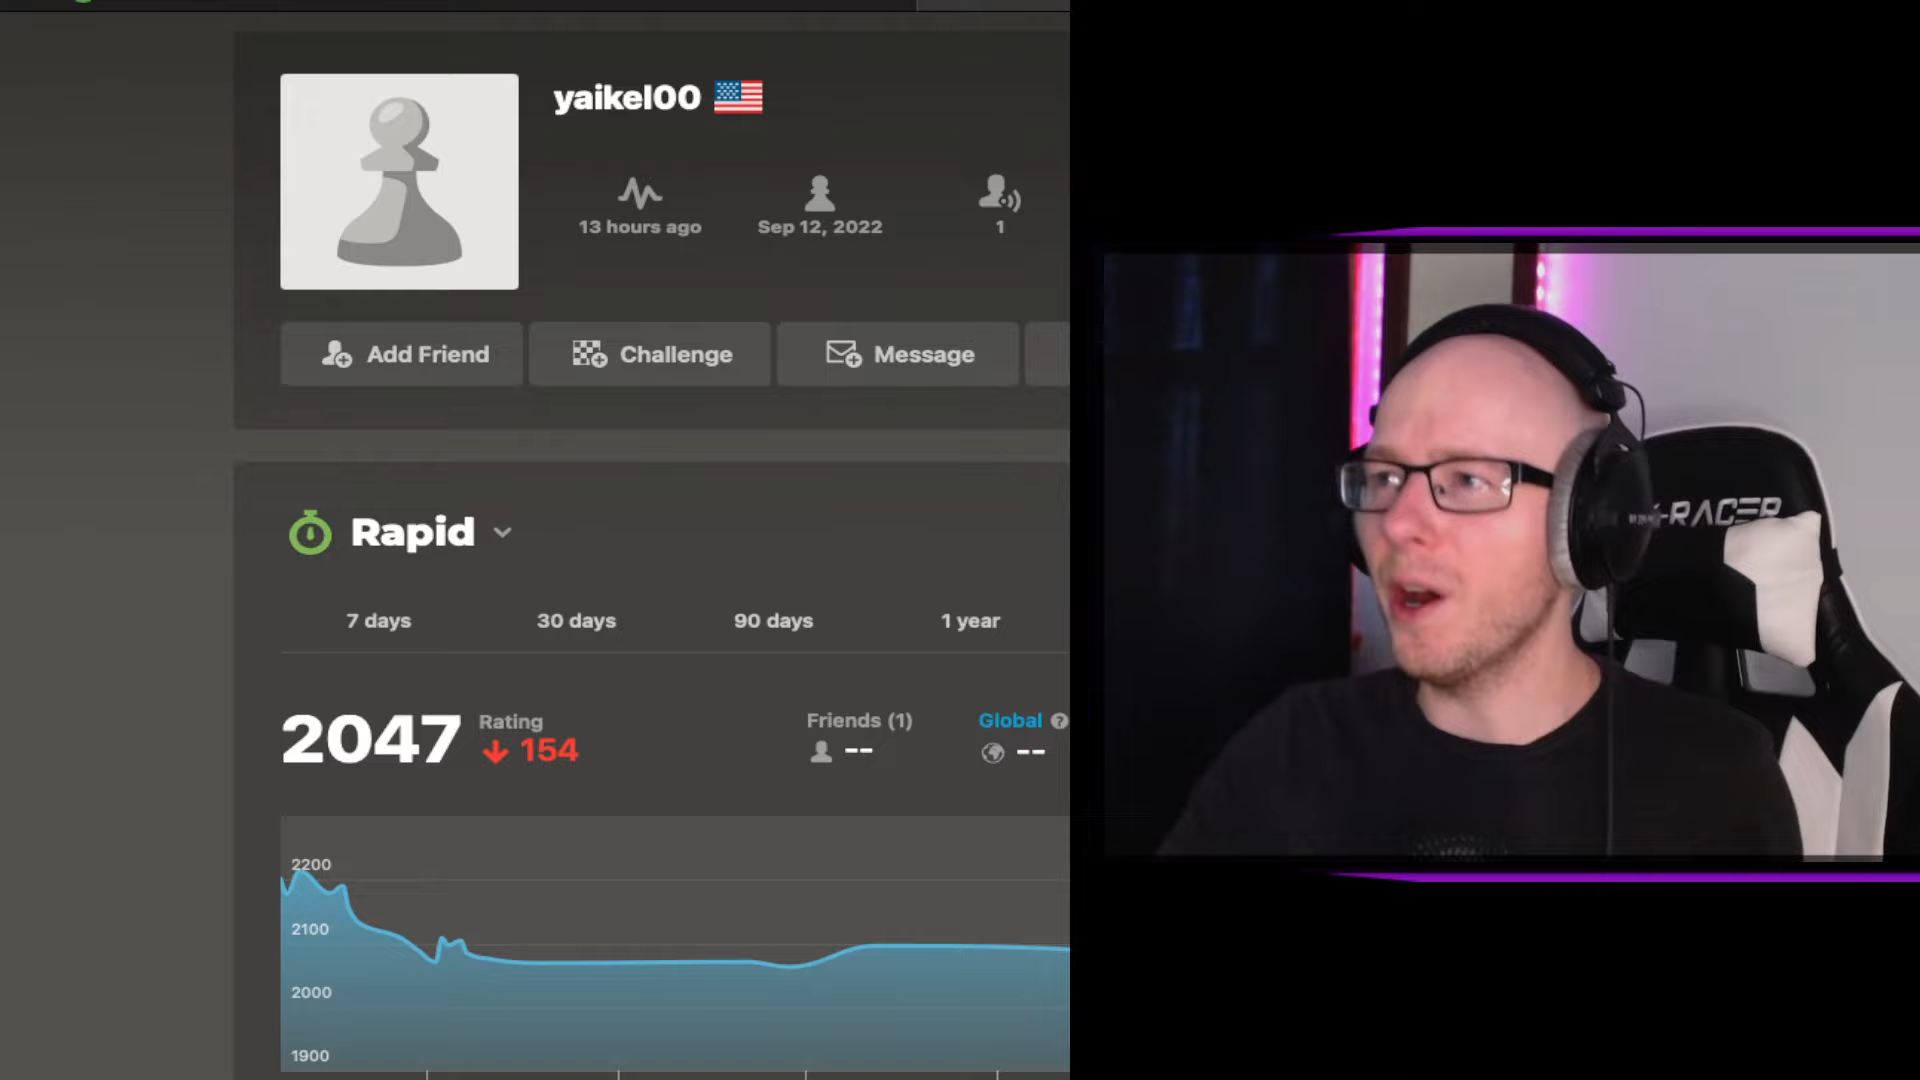 yaikel00
13 hours ago
Sep 12, 2022
1
Add Friend
Challenge
Message
Rapid
7 days
30 days
90 days
1 year
2047
Rating
154
Friends (1)
--
Global ?
--
2200
2100
2000
1900
-RACER